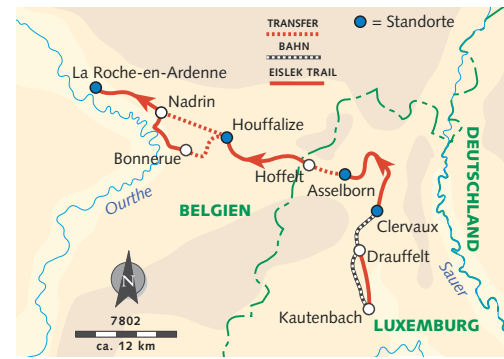 TRANSFER
BAHN
EISLEK TRAIL
= Standorte
La Roche-en-Ardenne
Nadrin
Houffalize
Bonnerue
Hoffelt
Asselborn
DEUTSCHLAND
Ourthe
BELGIEN
Clervaux
Drauffelt
Sauer
N
Kautenbach
LUXEMBURG
7802
ca. 12 km